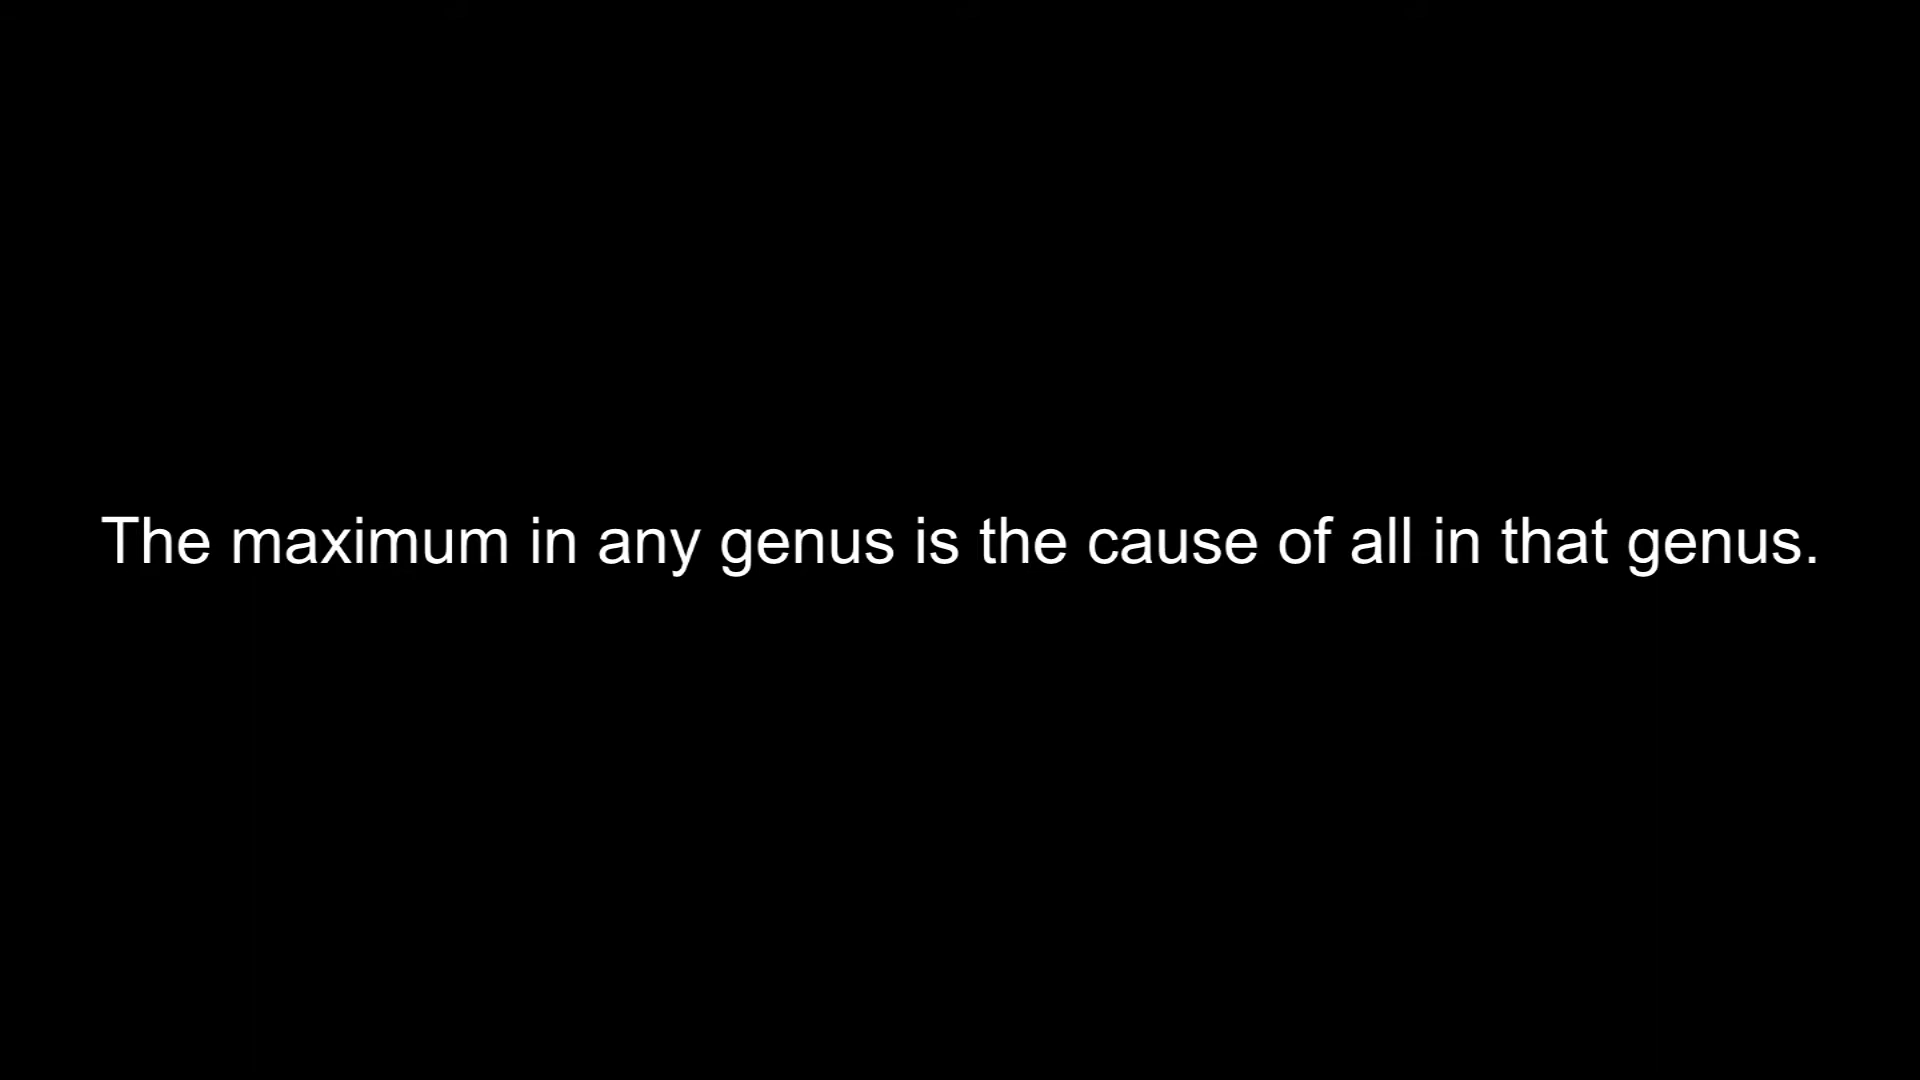 The maximum in any genus is the cause of all in that genus.